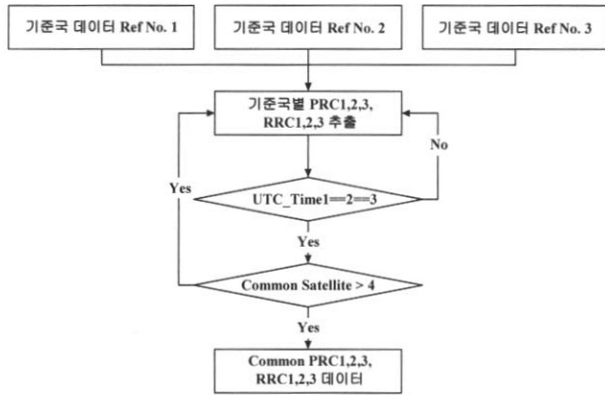 기준국 데이터 Ref No. 1
기준국 데이터 Ref No. 2
기준국 데이터 Ref No. 3
기준국별 PRC1,2,3,
RRC1,2,3 추출
No
Yes
UTC_Time1==2==3
Yes
Common Satellite > 4
Yes
Common PRC1,2,3,
RRC1,2,3 데이터